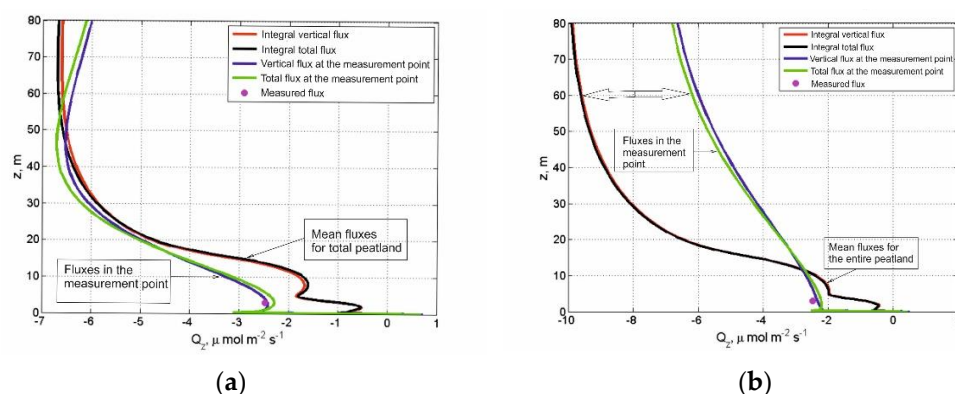 80
70
60
50
40
30
20
10
0
z, m
Integral vertical flux
Integral total flux
Vertical flux at the measurement point
Total flux at the measurement point
Measured flux
Mean fluxes
for total peatland
Fluxes in the
measurement point
-7 -6 -5 -4 -3 -2 -1 0 1
Qz, μ mol m-2 s-1
(a)
80
70
60
50
40
30
20
10
0
z, m
Integral vertical flux
Integral total flux
Vertical flux at the measurement point
Total flux at the measurement point
Measured flux
Fluxes in the
measurement
point
Mean fluxes for
the entire peatland
-10 -8 -6 -4 -2 0
Qz, μ mol m-2 s-1
(b)